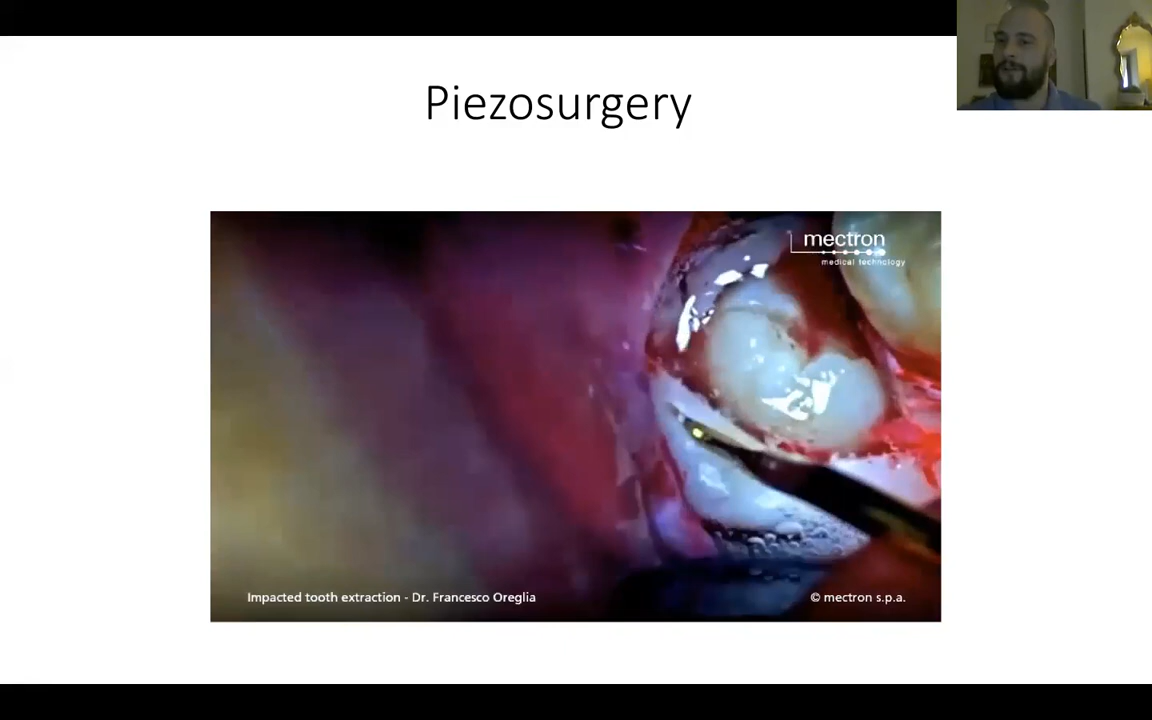 Piezosurgery
mectron
medical technology
Impacted tooth extraction - Dr. Francesco Oreglia
© mectron s.p.a.